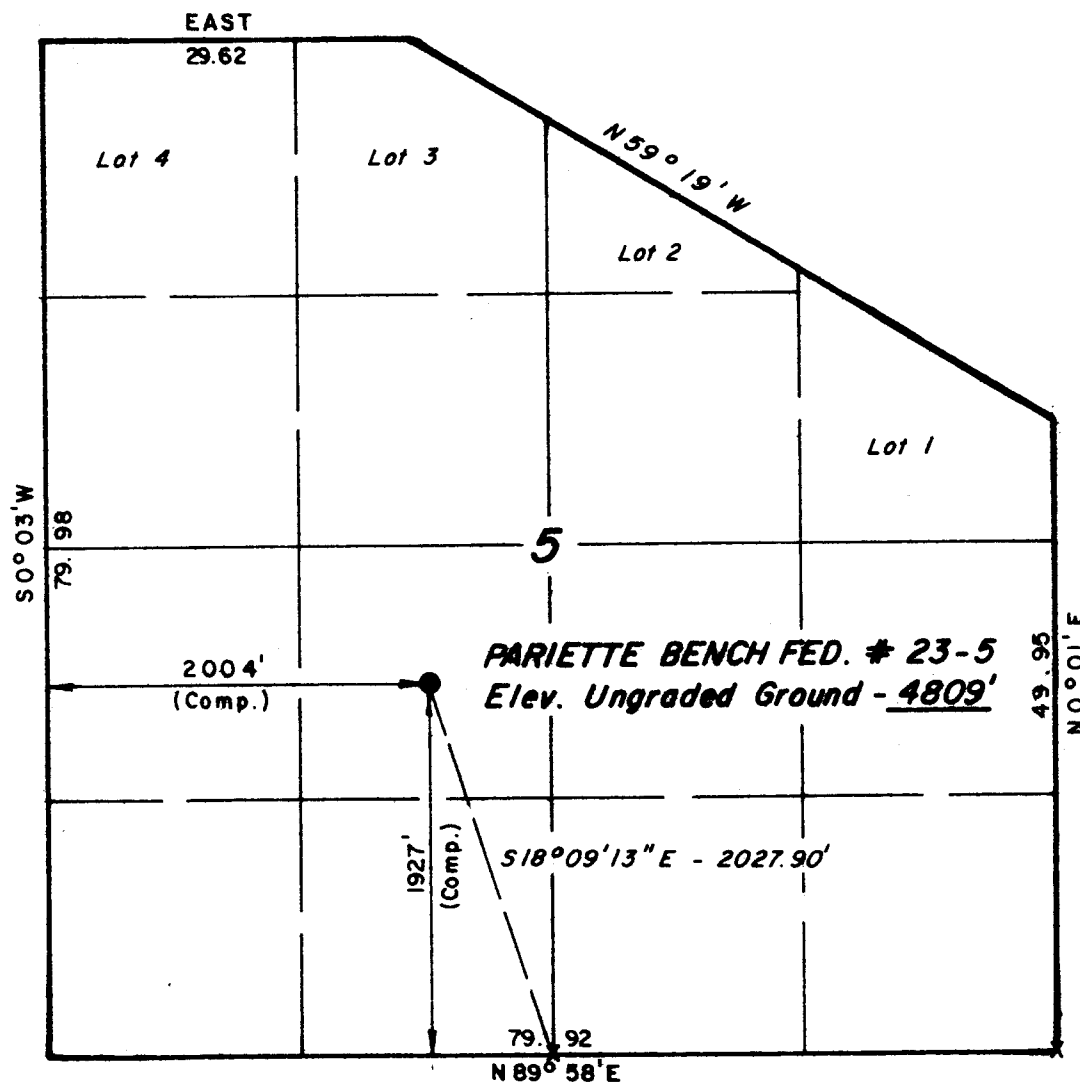 EAST
29.62
Lot 4
Lot 3
N 59° 19' W
Lot 2
Lot 1
S 0° 03' W
79.98
5
PARIETTE BENCH FED. # 23-5
Elev. Ungraded Ground - 4809'
2004'
(Comp.)
49.95
N 0° 01' E
1927'
(Comp.)
S 18° 09' 13" E - 2027.90'
79.92
N 89° 58' E